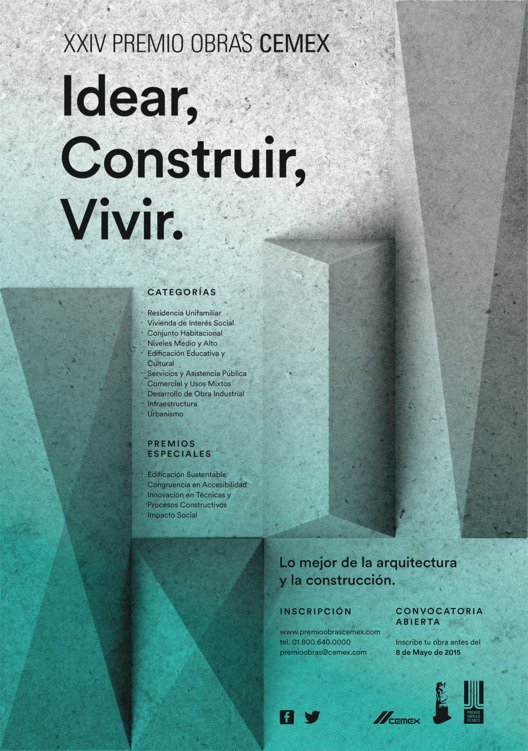 XXIV PREMIO OBRAS CEMEX
Idear,
Construir,
Vivir.
CATEGORÍAS
· Residencia Unifamiliar
· Vivienda de Interés Social
· Conjunto Habitacional
· Niveles Medio y Alto
· Edificación Educativa y
Cultural
· Servicios y Asistencia Pública
· Comercial y Usos Mixtos
· Desarrollo de Obra Industrial
· Infraestructura
· Urbanismo
PREMIOS
ESPECIALES
· Edificación Sustentable
· Congruencia en Accesibilidad
· Innovación en Técnicas y
· Procesos Constructivos
· Impacto Social
Lo mejor de la arquitectura
y la construcción.
INSCRIPCIÓN
www.premioobrascemex.com
tel. 01.800.640.0000
premioobras@cemex.com
CONVOCATORIA
ABIERTA
Inscribe tu obra antes del
8 de Mayo de 2015
CEMEX
PREMIO
OBRAS
CEMEX